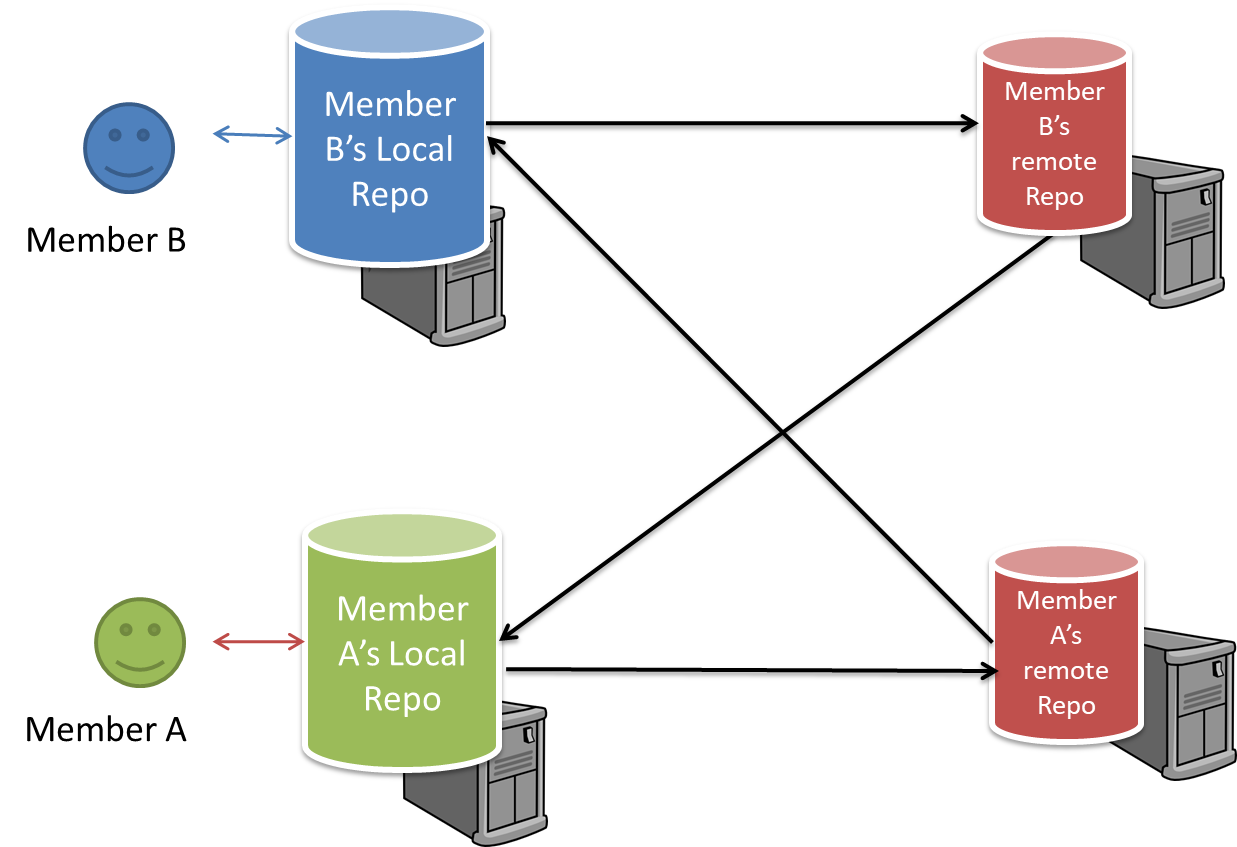 Member
B's Local
Repo
Member
B's
remote
Repo
Member B
Member
A's Local
Repo
Member
A's
remote
Repo
Member A